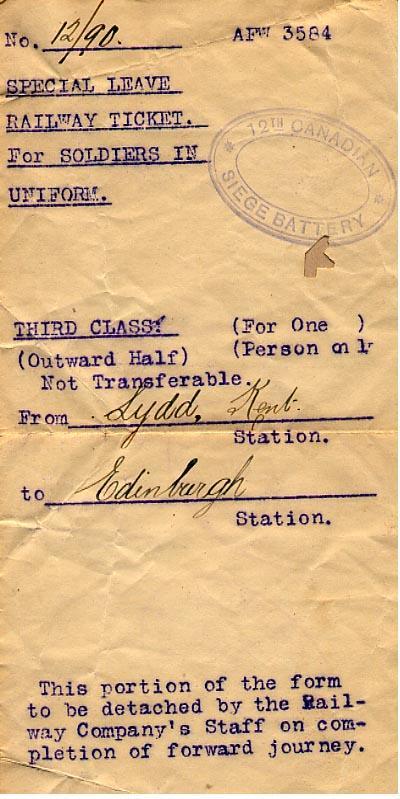 No. 12/90. AFW 3584
SPECIAL LEAVE
RAILWAY TICKET.
For SOLDIERS IN
UNIFORM.
* 12TH CANADIAN *
SIEGE BATTERY
THIRD CLASS: (For One )
(Outward Half) (Person only
Not Transferable.
From Lydd, Kent.
Station.
to Edinburgh
Station.
This portion of the form
to be detached by the Rail-
way Company's Staff on com-
pletion of forward journey.